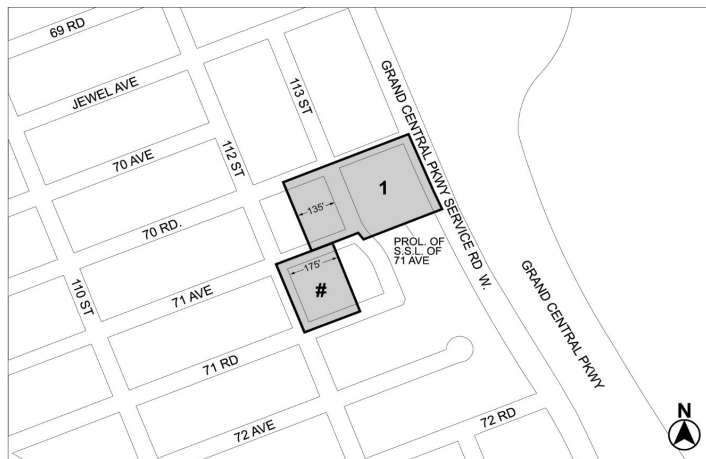 69 RD
JEWEL AVE
113 ST
GRAND CENTRAL PKWY SERVICE RD W.
112 ST
70 AVE
1
135'
70 RD.
PROL. OF
S.S.L. OF
71 AVE
175'
#
110 ST
71 AVE
GRAND CENTRAL PKWY
71 RD
72 AVE
72 RD
N